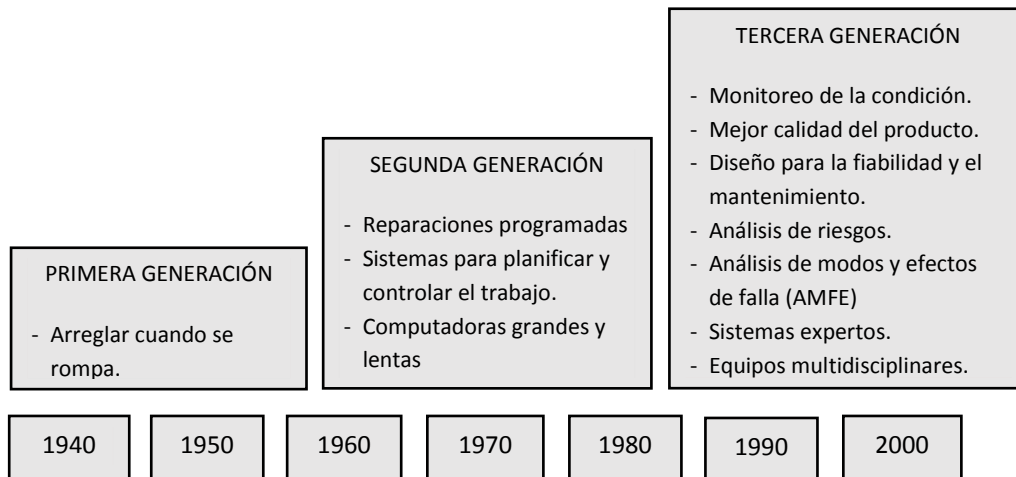 PRIMERA GENERACIÓN
- Arreglar cuando se
rompa.
SEGUNDA GENERACIÓN
- Reparaciones programadas
- Sistemas para planificar y
controlar el trabajo.
- Computadoras grandes y
lentas
TERCERA GENERACIÓN
- Monitoreo de la condición.
- Mejor calidad del producto.
- Diseño para la fiabilidad y el
mantenimiento.
- Análisis de riesgos.
- Análisis de modos y efectos
de falla (AMFE)
- Sistemas expertos.
- Equipos multidisciplinares.
1940
1950
1960
1970
1980
1990
2000